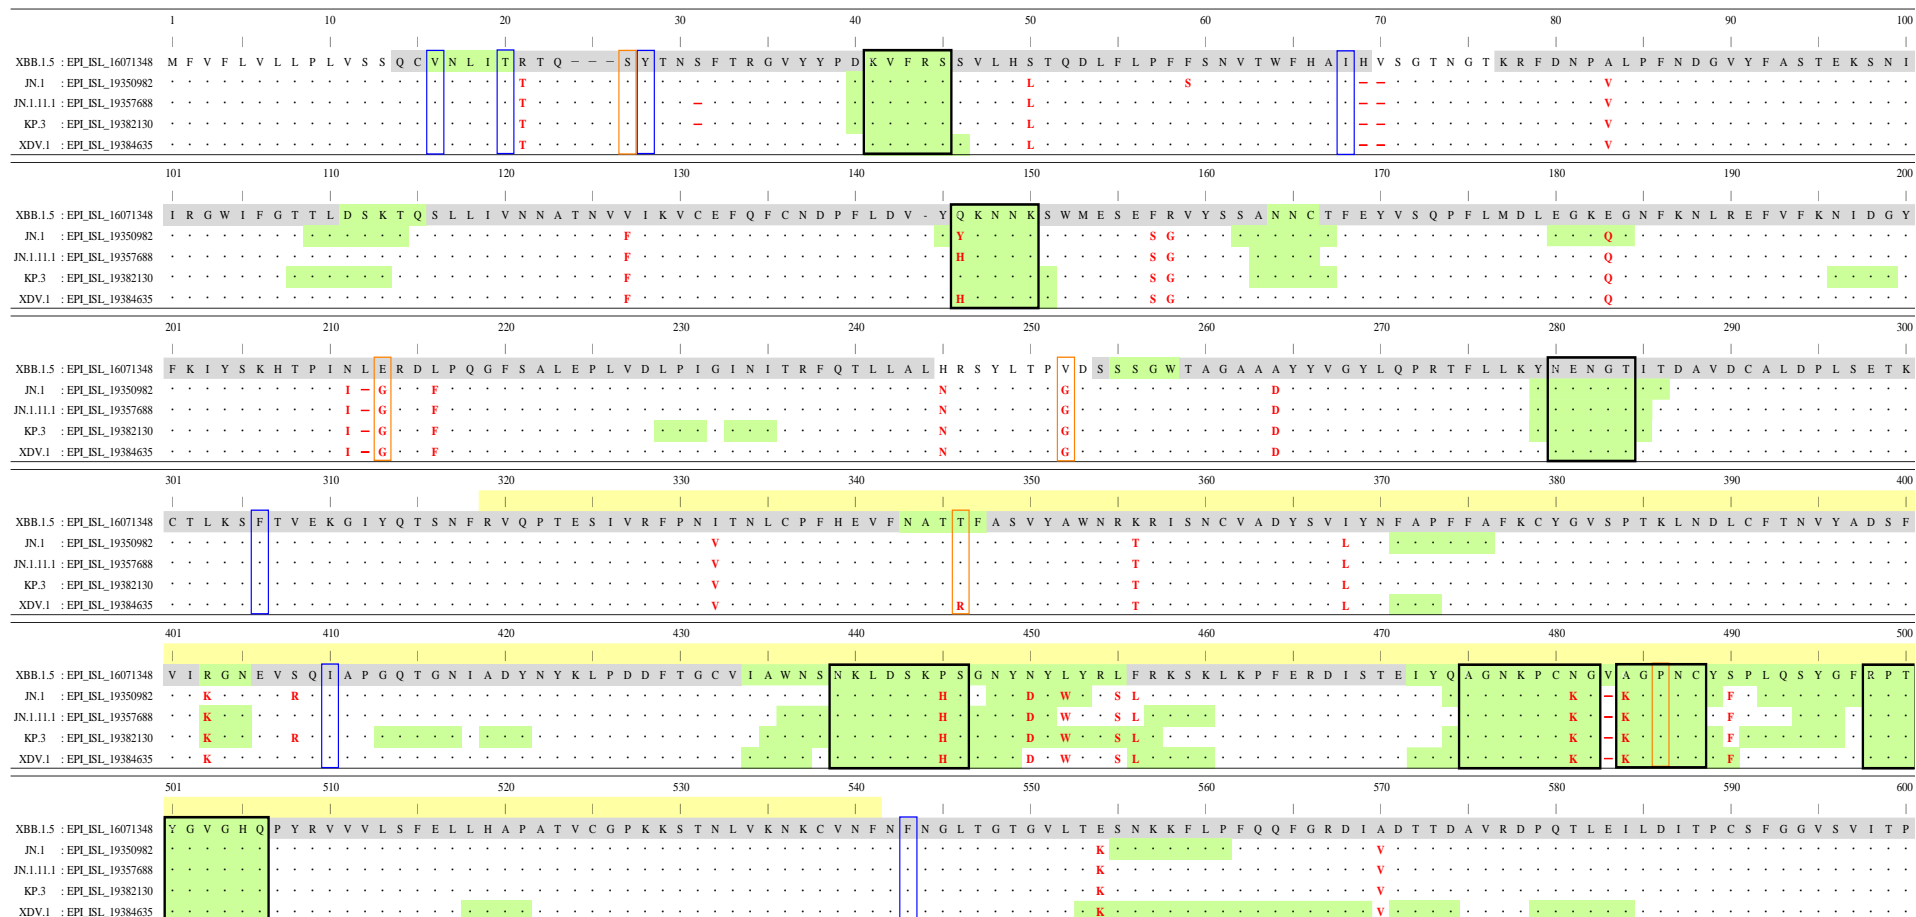 1 10 20 30 40 50 60 70 80 90 100
XBB.1.5 : EPI_ISL_16071348 M F V F L V L L P L V S S Q C V N L I T R T Q – – – S Y T N S F T R G V Y Y P D K V F R S S V L H S T Q D L F L P F F S N V T W F H A I H V S G T N G T K R F D N P A L P F N D G V Y F A S T E K S N I
JN.1 : EPI_ISL_19350982 .................... T ............................ L ........ S ......... – – ............ V .................
JN.1.11.1 : EPI_ISL_19357688 .................... T ......... – .................. L .................. – – ............ V .................
KP.3 : EPI_ISL_19382130 .................... T ......... – .................. L .................. – – ............ V .................
XDV.1 : EPI_ISL_19384635 .................... T ............................ L .................. – – ............ V .................
101 110 120 130 140 150 160 170 180 190 200
XBB.1.5 : EPI_ISL_16071348 I R G W I F G T T L D S K T Q S L L I V N N A T N V V I K V C E F Q F C N D P F L D V - Y Q K N N K S W M E S E F R V Y S S A N N C T F E Y V S Q P F L M D L E G K E G N F K N L R E F V F K N I D G Y
JN.1 : EPI_ISL_19350982 .......................... F .................. Y .......... S G ........................ Q .................
JN.1.11.1 : EPI_ISL_19357688 .......................... F .................. H .......... S G ........................ Q .................
KP.3 : EPI_ISL_19382130 .......................... F ............................. S G ........................ Q .................
XDV.1 : EPI_ISL_19384635 .......................... F .................. H .......... S G ........................ Q .................
201 210 220 230 240 250 260 270 280 290 300
XBB.1.5 : EPI_ISL_16071348 F K I Y S K H T P I N L E R D L P Q G F S A L E P L V D L P I G I N I T R F Q T L L A L H R S Y L T P V D S S S G W T A G A A A Y Y V G Y L Q P R T F L L K Y N E N G T I T D A V D C A L D P L S E T K
JN.1 : EPI_ISL_19350982 .......... I – G .. F ............................ N ...... G ........... D ....................................
JN.1.11.1 : EPI_ISL_19357688 .......... I – G .. F ............................ N ...... G ........... D ....................................
KP.3 : EPI_ISL_19382130 .......... I – G .. F ............................ N ...... G ........... D ....................................
XDV.1 : EPI_ISL_19384635 .......... I – G .. F ............................ N ...... G ........... D ....................................
301 310 320 330 340 350 360 370 380 390 400
XBB.1.5 : EPI_ISL_16071348 C T L K S F T V E K G I Y Q T S N F R V Q P T E S I V R F P N I T N L C P F H E V F N A T T F A S V Y A W N R K R I S N C V A D Y S V I Y N F A P F F A F K C Y G V S P T K L N D L C F T N V Y A D S F
JN.1 : EPI_ISL_19350982 ............................... V ....................... T ........... L ................................
JN.1.11.1 : EPI_ISL_19357688 ............................... V ....................... T ........... L ................................
KP.3 : EPI_ISL_19382130 ............................... V ....................... T ........... L ................................
XDV.1 : EPI_ISL_19384635 ............................... V ............. R ......... T ........... L ................................
401 410 420 430 440 450 460 470 480 490 500
XBB.1.5 : EPI_ISL_16071348 V I R G N E V S Q I A P G Q T G N I A D Y N Y K L P D D F T G C V I A W N S N K L D S K P S G N Y N Y L Y R L F R K S K L K P F E R D I S T E I Y Q A G N K P C N G V A G P N C Y S P L Q S Y G F R P T
JN.1 : EPI_ISL_19350982 .. K .... R .................................... H .... D . W .. S L ........................ K . – K ..... F ..........
JN.1.11.1 : EPI_ISL_19357688 .. K ......................................... H .... D . W .. S L ........................ K . – K ..... F ..........
KP.3 : EPI_ISL_19382130 .. K .... R .................................... H .... D . W .. S L ........................ K . – K ..... F ..........
XDV.1 : EPI_ISL_19384635 .. K ......................................... H .... D . W .. S L ........................ K . – K ..... F ..........
501 510 520 530 540 550 560 570 580 590 600
XBB.1.5 : EPI_ISL_16071348 Y G V G H Q P Y R V V V L S F E L L H A P A T V C G P K K S T N L V K N K C V N F N F N G L T G T G V L T E S N K K F L P F Q Q F G R D I A D T T D A V R D P Q T L E I L D I T P C S F G G V S V I T P
JN.1 : EPI_ISL_19350982 ..................................................... K ............... V ..............................
JN.1.11.1 : EPI_ISL_19357688 ..................................................... K ............... V ..............................
KP.3 : EPI_ISL_19382130 ..................................................... K ............... V ..............................
XDV.1 : EPI_ISL_19384635 ..................................................... K ............... V ..............................